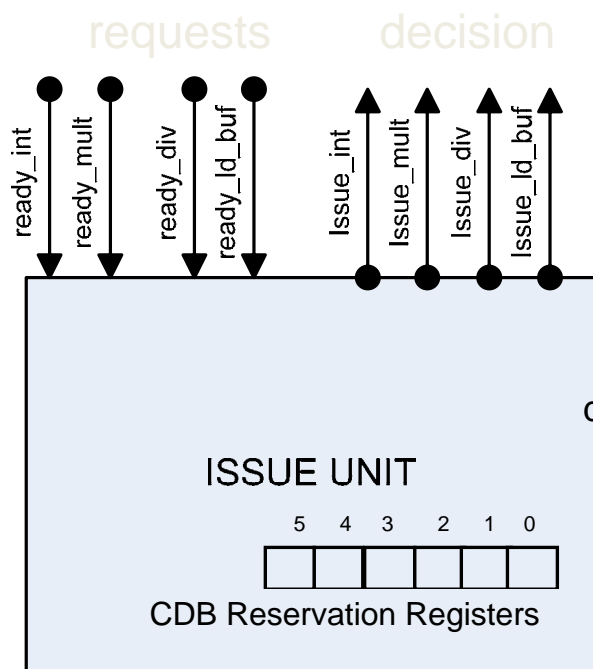 requests decision
ready_int
ready_mult
ready_div
ready_ld_buf
Issue_int
Issue_mult
Issue_div
Issue_ld_buf
ISSUE UNIT
5 4 3 2 1 0
CDB Reservation Registers